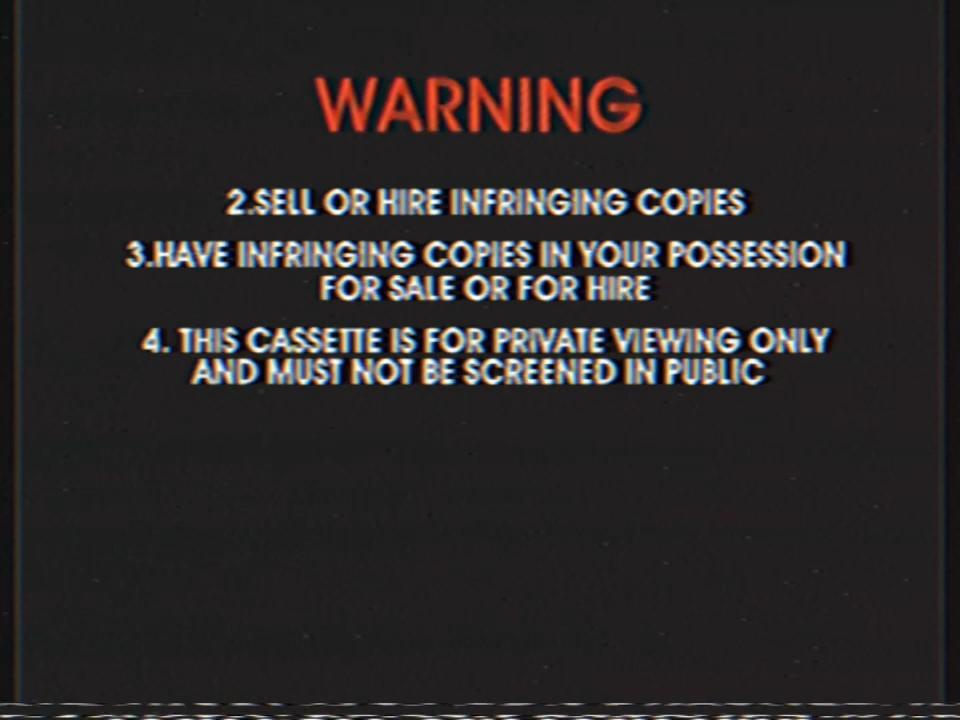 WARNING
2.SELL OR HIRE INFRINGING COPIES
3.HAVE INFRINGING COPIES IN YOUR POSSESSION
FOR SALE OR FOR HIRE
4. THIS CASSETTE IS FOR PRIVATE VIEWING ONLY
AND MUST NOT BE SCREENED IN PUBLIC